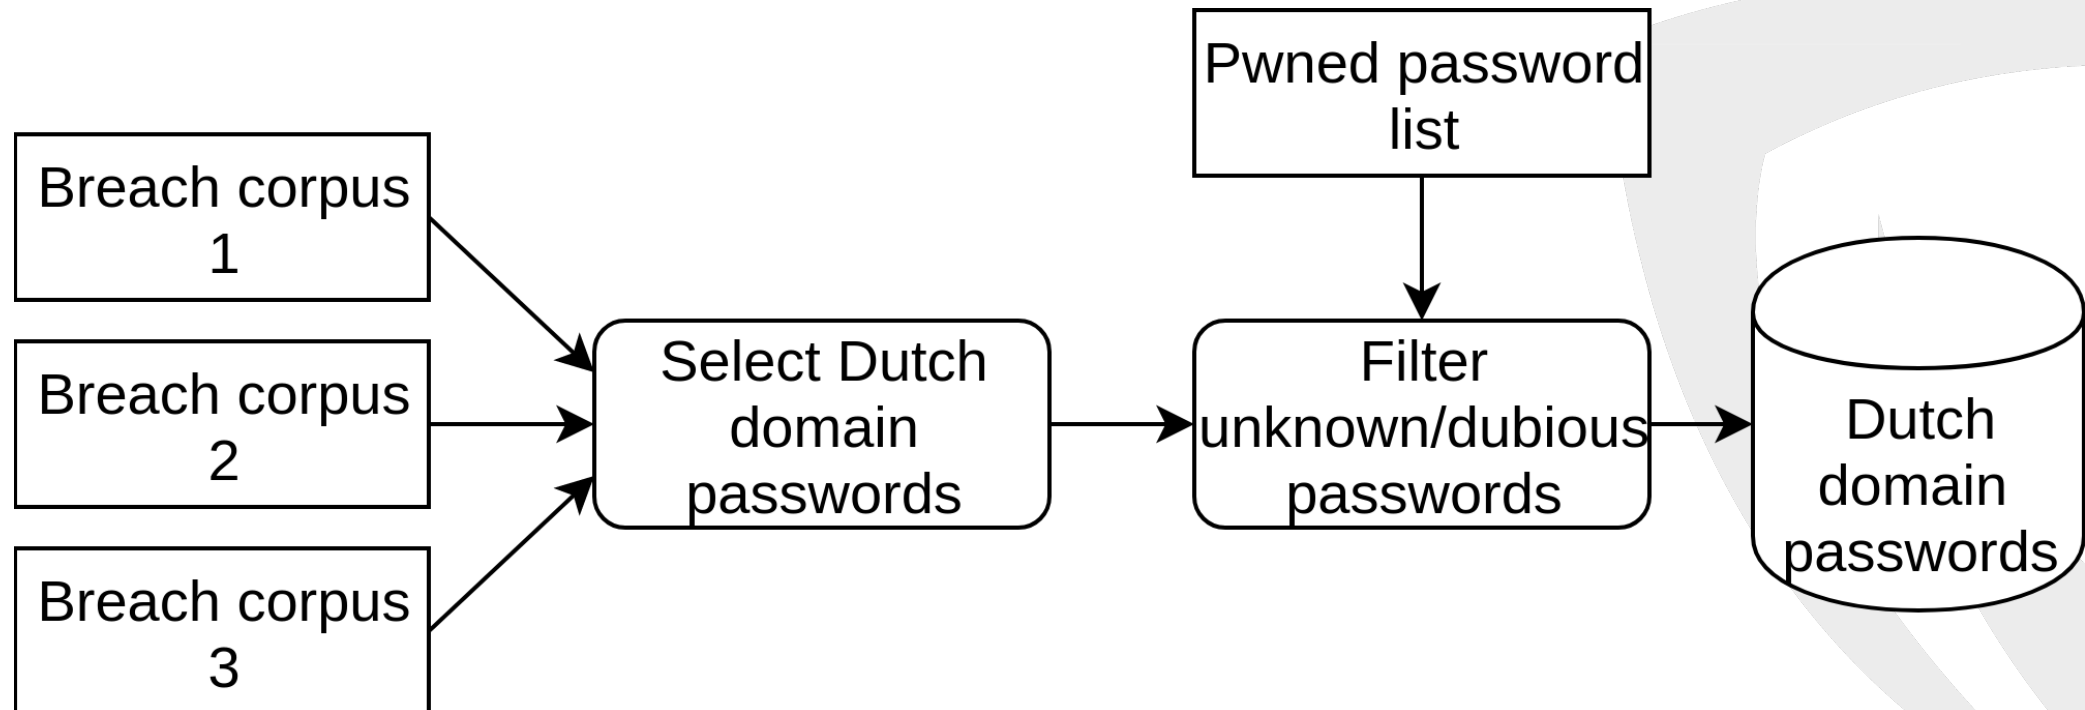 Pwned password
list
Breach corpus
1
Breach corpus
2
Breach corpus
3
Select Dutch
domain
passwords
Filter
unknown/dubious
passwords
Dutch
domain
passwords